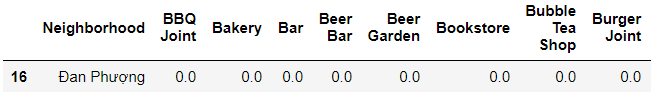 Neighborhood BBQ Joint Bakery Bar Beer Bar Beer Garden Bookstore Bubble Tea Shop Burger Joint
16 Đan Phượng 0.0 0.0 0.0 0.0 0.0 0.0 0.0 0.0